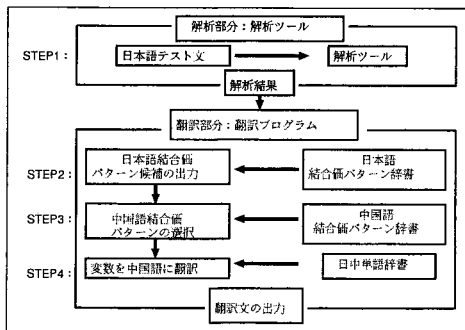 解析部分：解析ツール
STEP1：
日本語テスト文
解析ツール
解析結果
翻訳部分：翻訳プログラム
STEP2：
日本語結合価
パターン候補の出力
日本語
結合価パターン辞書
STEP3：
中国語結合価
パターンの選択
中国語
結合価パターン辞書
STEP4：
変数を中国語に翻訳
日中単語辞書
翻訳文の出力